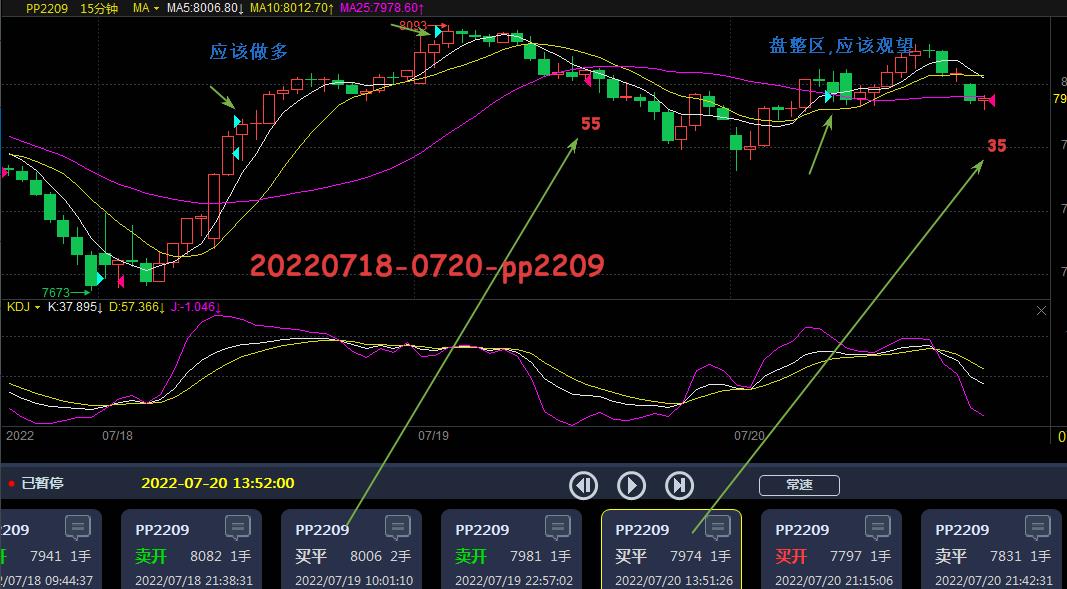 PP2209 15分钟 MA MA5:8006.80↓ MA10:8012.70↑ MA25:7978.60↑
8093
应该做多
盘整区,应该观望
79
55
35
20220718-0720-pp2209
7673
KDJ K:37.895↓ D:57.366↓ J:-1.046↓
2022 07/18 07/19 07/20
已暂停 2022-07-20 13:52:00 常速
2209 PP2209 PP2209 PP2209 PP2209 PP2209 PP2209
开 7941 1手 卖开 8082 1手 买平 8006 2手 卖开 7981 1手 买平 7974 1手 买开 7797 1手 卖平 7831 1手
/07/18 09:44:37 2022/07/18 21:38:31 2022/07/19 10:01:10 2022/07/19 22:57:02 2022/07/20 13:51:26 2022/07/20 21:15:06 2022/07/20 21:42:31